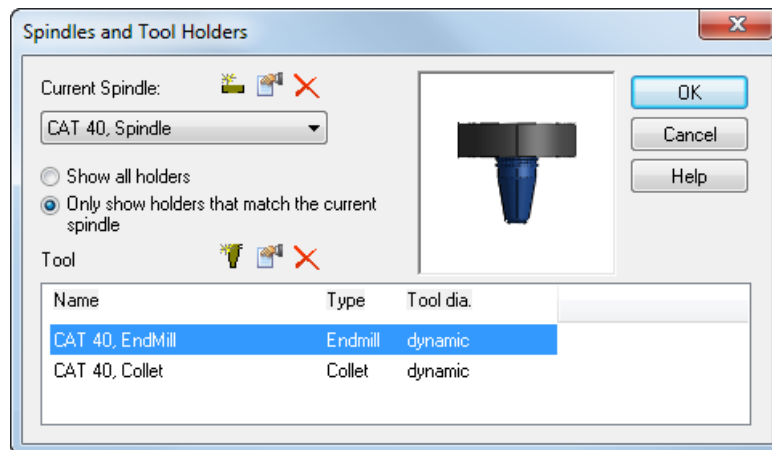 Spindles and Tool Holders
Current Spindle:
OK
CAT 40, Spindle
Cancel
Show all holders
Help
Only show holders that match the current
spindle
Tool
Name Type Tool dia.
CAT 40, EndMill Endmill dynamic
CAT 40, Collet Collet dynamic